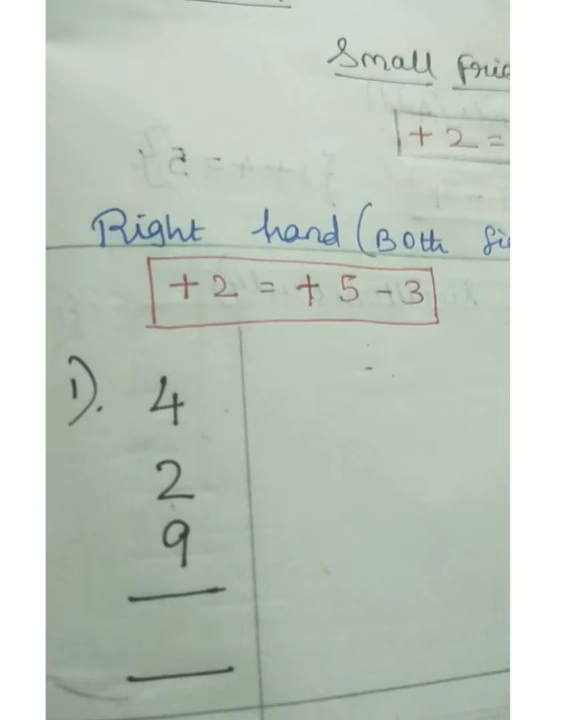 Small
+ 2 =
Right hand (Both
+ 2 = + 5 - 3
1). 4
2
9